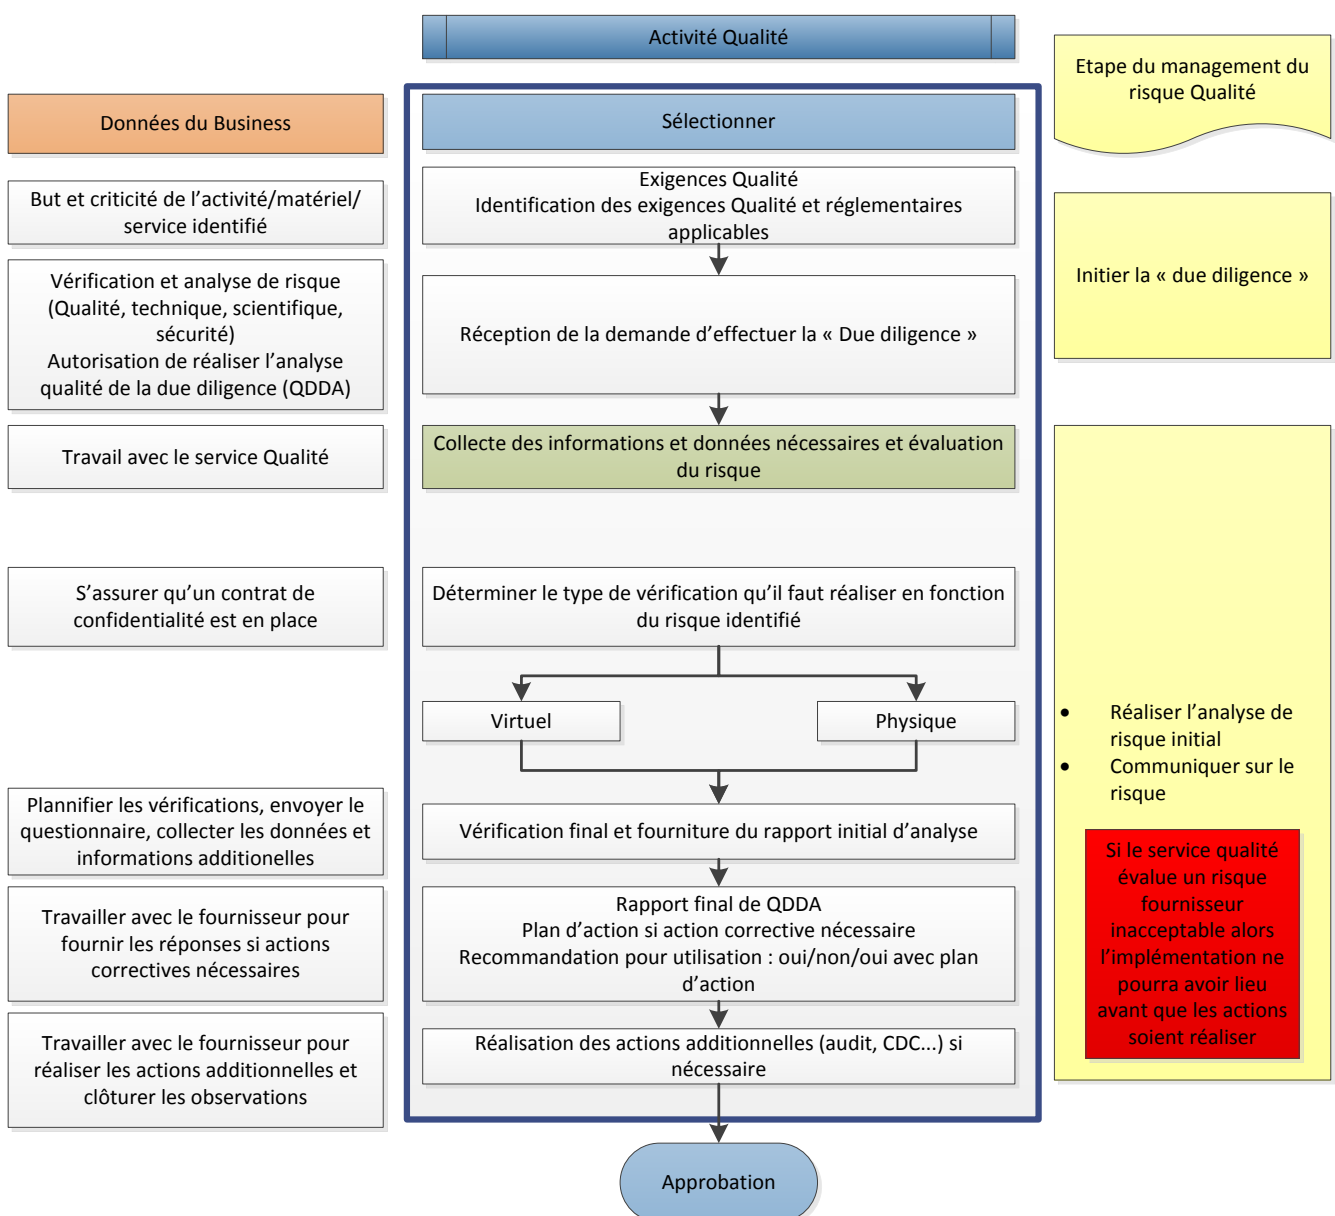 Activité Qualité
Etape du management du
risque Qualité
Données du Business
Sélectionner
But et criticité de l’activité/matériel/
service identifié
Exigences Qualité
Identification des exigences Qualité et réglementaires
applicables
Initier la « due diligence »
Vérification et analyse de risque
(Qualité, technique, scientifique,
sécurité)
Autorisation de réaliser l’analyse
qualité de la due diligence (QDDA)
Réception de la demande d’effectuer la « Due diligence »
Travail avec le service Qualité
Collecte des informations et données nécessaires et évaluation
du risque
S’assurer qu’un contrat de
confidentialité est en place
Déterminer le type de vérification qu’il faut réaliser en fonction
du risque identifié
Virtuel
Physique
• Réaliser l’analyse de
risque initial
• Communiquer sur le
risque
Plannifier les vérifications, envoyer le
questionnaire, collecter les données et
informations additionelles
Vérification final et fourniture du rapport initial d’analyse
Si le service qualité
évalue un risque
fournisseur
inacceptable alors
l’implémentation ne
pourra avoir lieu
avant que les actions
soient réaliser
Travailler avec le fournisseur pour
fournir les réponses si actions
correctives nécessaires
Rapport final de QDDA
Plan d’action si action corrective nécessaire
Recommandation pour utilisation : oui/non/oui avec plan
d’action
Travailler avec le fournisseur pour
réaliser les actions additionnelles et
clôturer les observations
Réalisation des actions additionnelles (audit, CDC...) si
nécessaire
Approbation